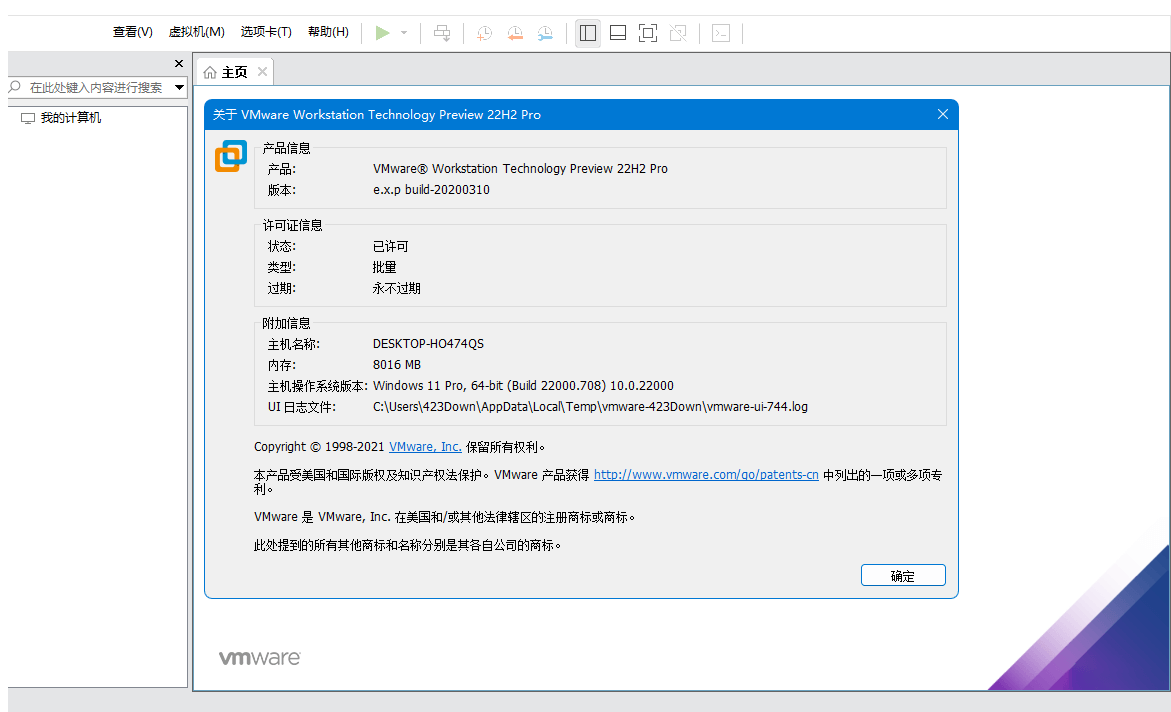 查看(V) 虚拟机(M) 选项卡(T) 帮助(H)
在此处键入内容进行搜索
我的计算机
主页
关于 VMware Workstation Technology Preview 22H2 Pro
产品信息
产品: VMware® Workstation Technology Preview 22H2 Pro
版本: e.x.p build-20200310
许可证信息
状态: 已许可
类型: 批量
过期: 永不过期
附加信息
主机名称: DESKTOP-HO474QS
内存: 8016 MB
主机操作系统版本: Windows 11 Pro, 64-bit (Build 22000.708) 10.0.22000
UI 日志文件: C:\Users\423Down\AppData\Local\Temp\vmware-423Down\vmware-ui-744.log
Copyright © 1998-2021 VMware, Inc. 保留所有权利。
本产品受美国和国际版权及知识产权法保护。VMware 产品获得 http://www.vmware.com/go/patents-cn 中列出的一项或多项专
利。
VMware 是 VMware, Inc. 在美国和/或其他法律辖区的注册商标或商标。
此处提到的所有其他商标和名称分别是其各自公司的商标。
确定
vmware